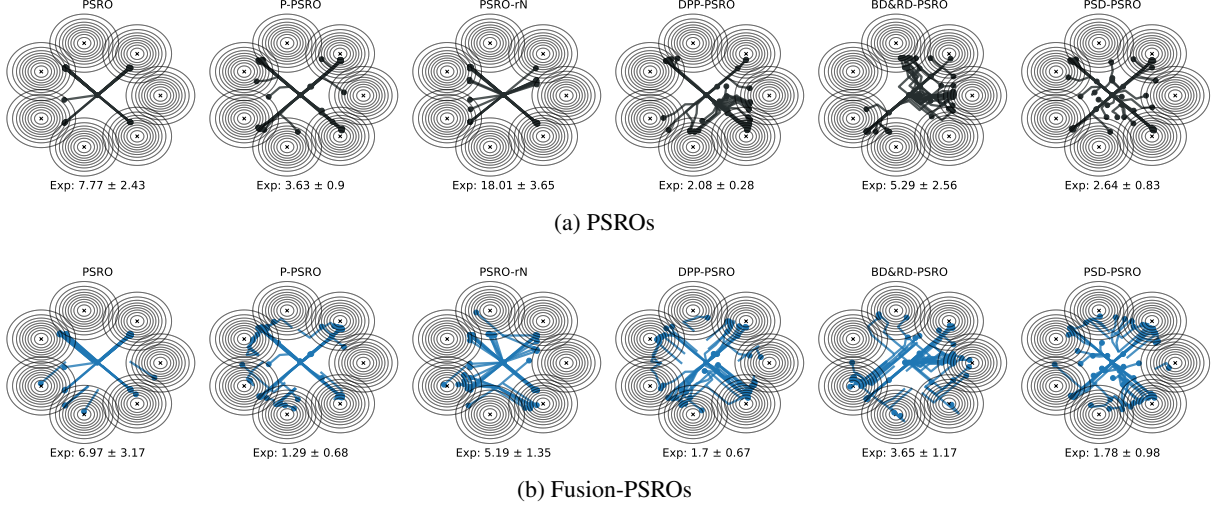 PSRO P-PSRO PSRO-rN DPP-PSRO BD&RD-PSRO PSD-PSRO
Exp: 7.77 ± 2.43 Exp: 3.63 ± 0.9 Exp: 18.01 ± 3.65 Exp: 2.08 ± 0.28 Exp: 5.29 ± 2.56 Exp: 2.64 ± 0.83
(a) PSROs
PSRO P-PSRO PSRO-rN DPP-PSRO BD&RD-PSRO PSD-PSRO
Exp: 6.97 ± 3.17 Exp: 1.29 ± 0.68 Exp: 5.19 ± 1.35 Exp: 1.7 ± 0.67 Exp: 3.65 ± 1.17 Exp: 1.78 ± 0.98
(b) Fusion-PSROs